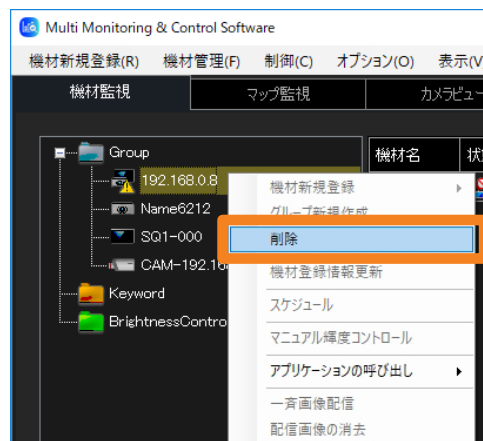 Multi Monitoring & Control Software
機材新規登録(R) 機材管理(F) 制御(C) オプション(O) 表示(V
機材監視 マップ監視 カメラビュー
Group
機材名
192.168.0.8
Name6212
SQ1-000
CAM-192.16
Keyword
BrightnessContro
機材新規登録
グループ新規作成
削除
機材登録情報更新
スケジュール
マニュアル輝度コントロール
アプリケーションの呼び出し
一斉画像配信
配信画像の消去